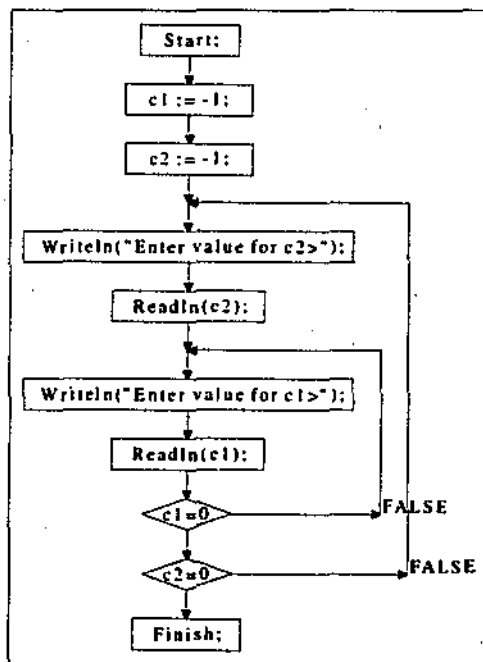 Start;
c1 := -1;
c2 := -1;
Writeln("Enter value for c2>");
Readln(c2);
Writeln("Enter value for c1>");
Readln(c1);
c1=0
FALSE
c2=0
FALSE
Finish;